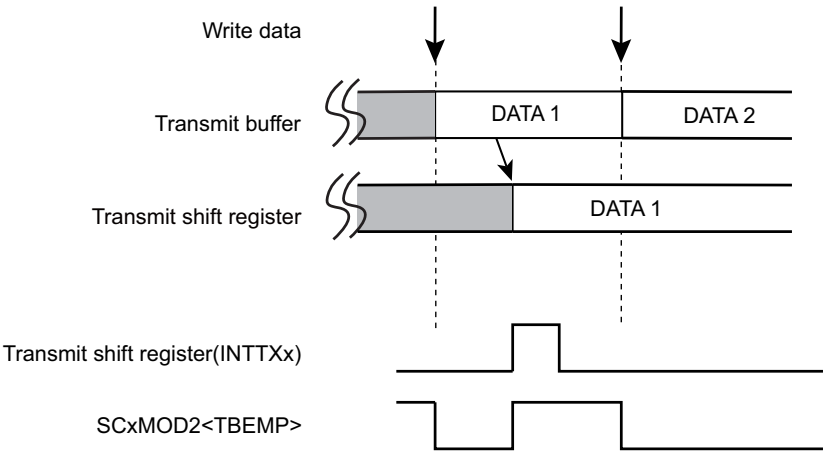 Write data
Transmit buffer
DATA 1
DATA 2
Transmit shift register
DATA 1
Transmit shift register(INTTXx)
SCxMOD2<TBEMP>